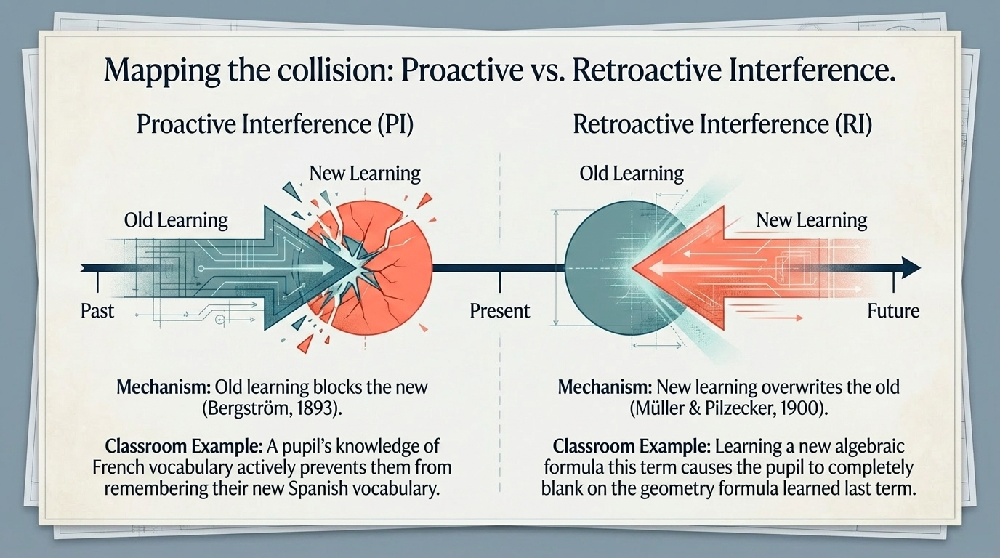 Mapping the collision: Proactive vs. Retroactive Interference.
Proactive Interference (PI)
New Learning
Old Learning
Past
Mechanism: Old learning blocks the new
(Bergström, 1893).
Classroom Example: A pupil's knowledge of
French vocabulary actively prevents them from
remembering their new Spanish vocabulary.
Present
Retroactive Interference (RI)
Old Learning
New Learning
Future
Mechanism: New learning overwrites the old
(Müller & Pilzecker, 1900).
Classroom Example: Learning a new algebraic
formula this term causes the pupil to completely
blank on the geometry formula learned last term.